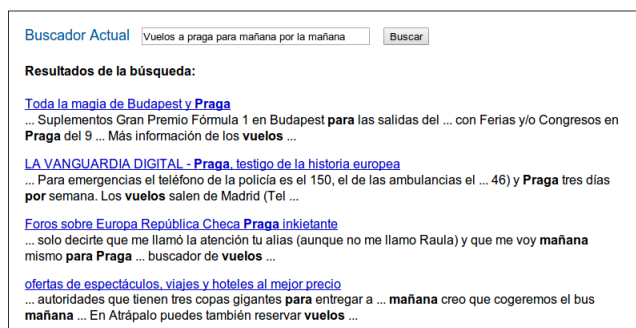 Buscador Actual Vuelos a praga para mañana por la mañana Buscar
Resultados de la búsqueda:
Toda la magia de Budapest y Praga
... Suplementos Gran Premio Fórmula 1 en Budapest para las salidas del ... con Ferias y/o Congresos en
Praga del 9 ... Más información de los vuelos ...
LA VANGUARDIA DIGITAL - Praga, testigo de la historia europea
... Para emergencias el teléfono de la policía es el 150, el de las ambulancias el ... 46) y Praga tres días
por semana. Los vuelos salen de Madrid (Tel ...
Foros sobre Europa República Checa Praga inkietante
... solo decirte que me llamó la atención tu alias (aunque no me llamo Raula) y que me voy mañana
mismo para Praga ... buscador de vuelos ...
ofertas de espectáculos, viajes y hoteles al mejor precio
... autoridades que tienen tres copas gigantes para entregar a ... mañana creo que cogeremos el bus
mañana ... En Atrápalo puedes también reservar vuelos ...